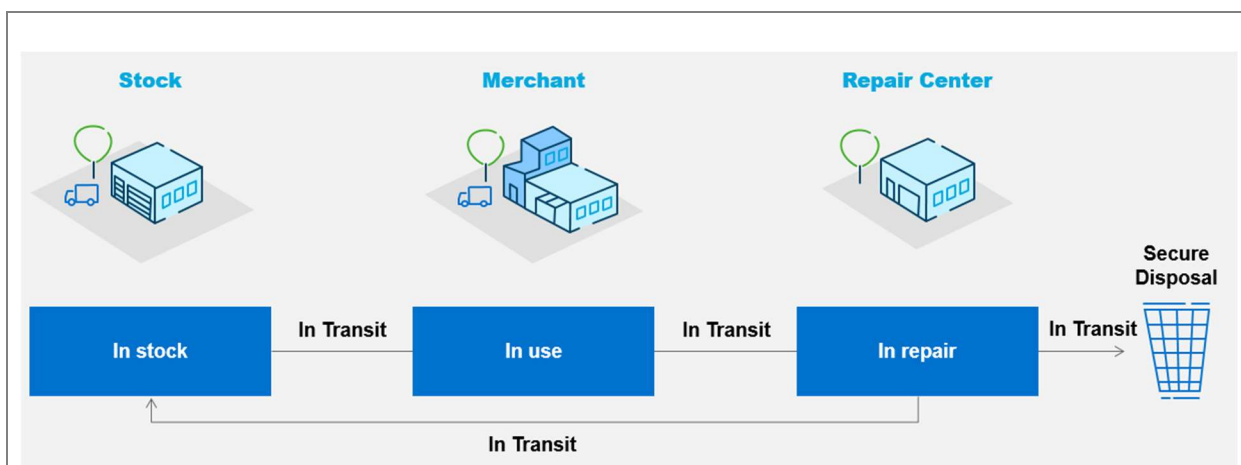 Stock
Merchant
Repair Center
Secure
Disposal
In stock
In Transit
In use
In Transit
In repair
In Transit
In Transit